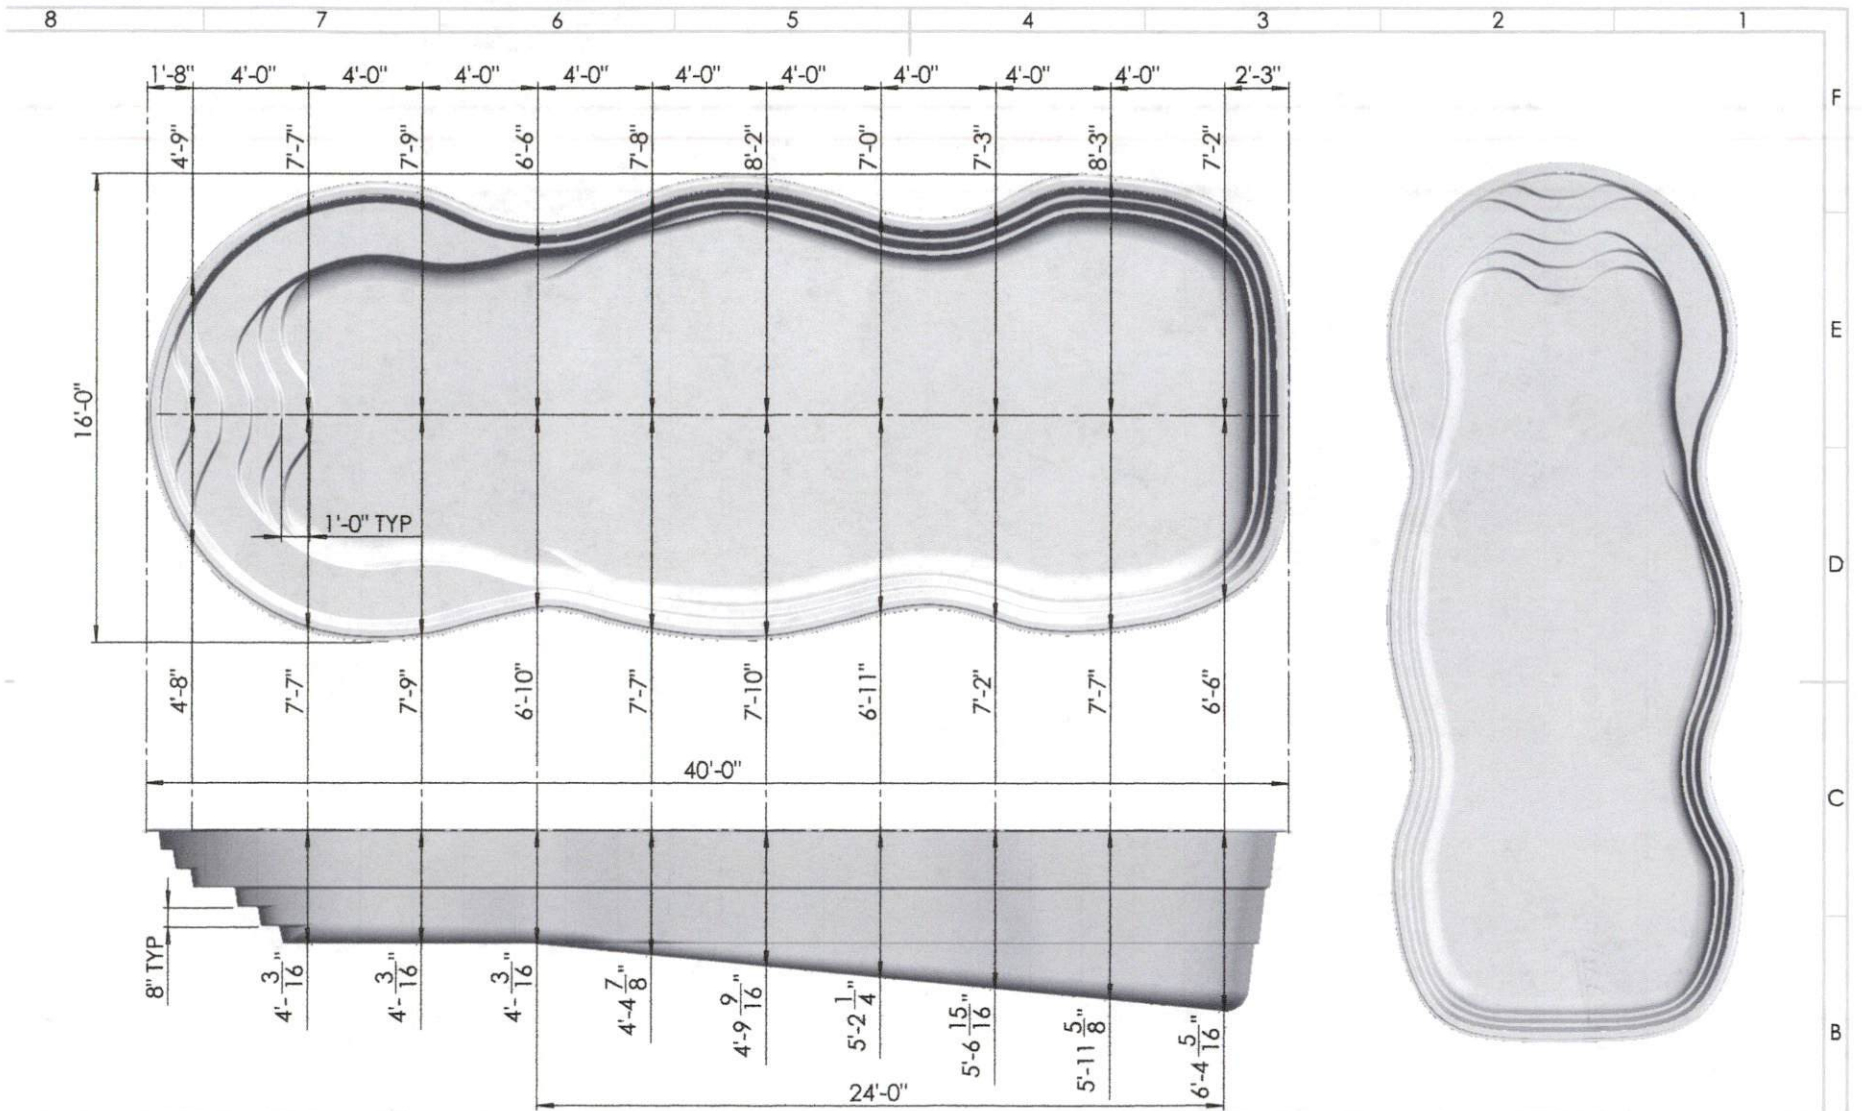 8 7 6 5 4 3 2 1
1'-8" 4'-0" 4'-0" 4'-0" 4'-0" 4'-0" 4'-0" 4'-0" 4'-0" 4'-0" 2'-3"
F
4'-9" 7'-7" 7'-9" 6'-6" 7'-8" 8'-2" 7'-0" 7'-3" 8'-3" 7'-2"
E
16'-0"
1'-0" TYP
D
4'-8" 7'-7" 7'-9" 6'-10" 7'-7" 7'-10" 6'-11" 7'-2" 7'-7" 6'-6"
40'-0"
C
8" TYP
4'-3/16" 4'-3/16" 4'-3/16" 4'-4 7/8" 4'-9 9/16" 5'-2 1/4" 5'-6 15/16" 5'-11 5/8" 6'-4 5/16"
B
24'-0"